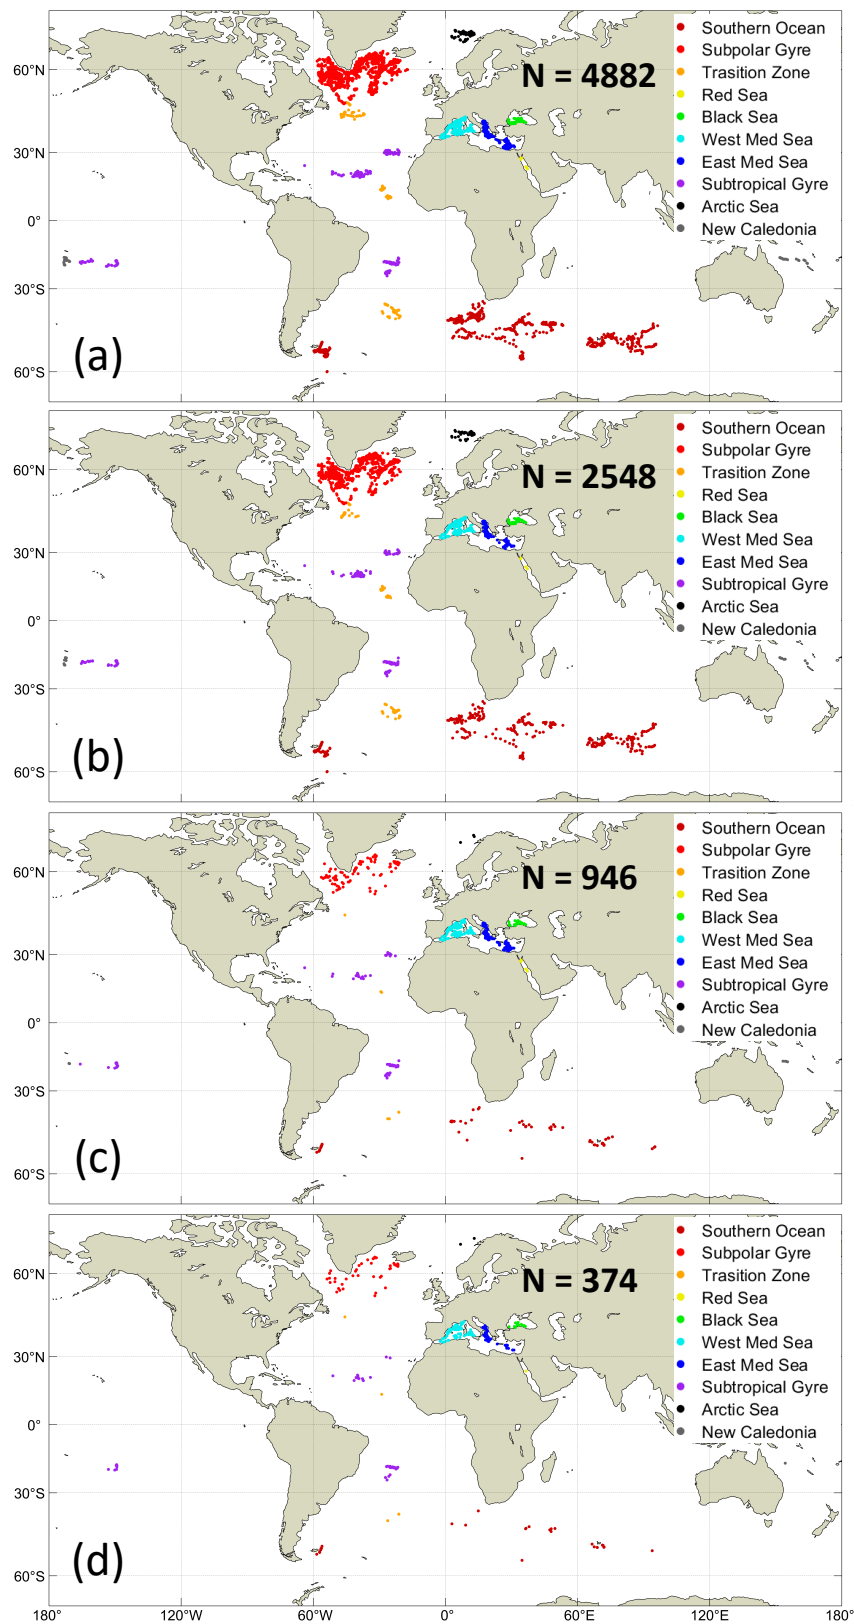 Southern Ocean
Subpolar Gyre
Trasition Zone
Red Sea
Black Sea
West Med Sea
East Med Sea
Subtropical Gyre
Arctic Sea
New Caledonia
N = 4882
60°N
30°N
0°
30°S
60°S
(a)
Southern Ocean
Subpolar Gyre
Trasition Zone
Red Sea
Black Sea
West Med Sea
East Med Sea
Subtropical Gyre
Arctic Sea
New Caledonia
N = 2548
60°N
30°N
0°
30°S
60°S
(b)
Southern Ocean
Subpolar Gyre
Trasition Zone
Red Sea
Black Sea
West Med Sea
East Med Sea
Subtropical Gyre
Arctic Sea
New Caledonia
N = 946
60°N
30°N
0°
30°S
60°S
(c)
Southern Ocean
Subpolar Gyre
Trasition Zone
Red Sea
Black Sea
West Med Sea
East Med Sea
Subtropical Gyre
Arctic Sea
New Caledonia
N = 374
60°N
30°N
0°
30°S
60°S
(d)
180° 120°W 60°W 0° 60°E 120°E 180°